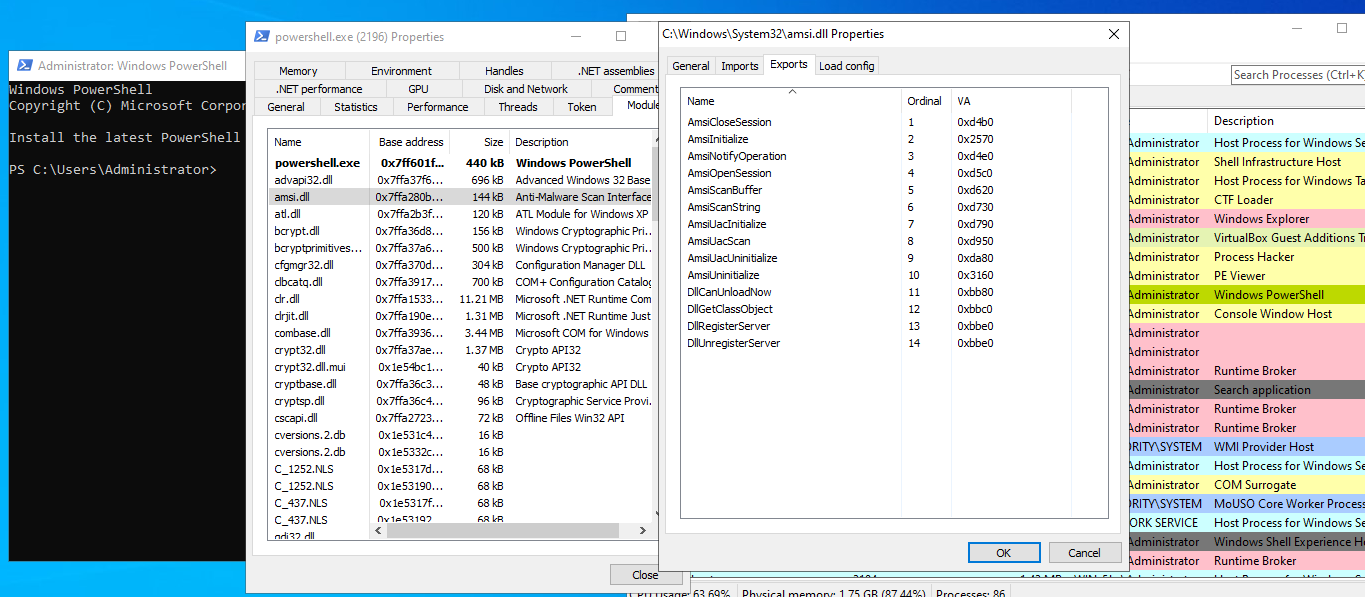 Administrator: Windows PowerShell
Windows PowerShell
Copyright (C) Microsoft Corpor
Install the latest PowerShell
PS C:\Users\Administrator>
powershell.exe (2196) Properties
Memory Environment Handles .NET assemblies
.NET performance GPU Disk and Network Comment
General Statistics Performance Threads Token Module
Name Base address Size Description
powershell.exe 0x7ff601f... 440 kB Windows PowerShell
advapi32.dll 0x7ffa37f6... 696 kB Advanced Windows 32 Base
amsi.dll 0x7ffa280b... 144 kB Anti-Malware Scan Interface
atl.dll 0x7ffa2b3f... 120 kB ATL Module for Windows XP
bcrypt.dll 0x7ffa36d8... 156 kB Windows Cryptographic Pri...
bcryptprimitives... 0x7ffa37a6... 500 kB Windows Cryptographic Pri...
cfgmgr32.dll 0x7ffa370d... 304 kB Configuration Manager DLL
clbcatq.dll 0x7ffa3917... 700 kB COM+ Configuration Catalog
clr.dll 0x7ffa1533... 11.21 MB Microsoft .NET Runtime Com
clrjit.dll 0x7ffa190e... 1.31 MB Microsoft .NET Runtime Just
combase.dll 0x7ffa3936... 3.44 MB Microsoft COM for Windows
crypt32.dll 0x7ffa37ae... 1.37 MB Crypto API32
crypt32.dll.mui 0x1e54bc1... 40 kB Crypto API32
cryptbase.dll 0x7ffa36c3... 48 kB Base cryptographic API DLL
cryptsp.dll 0x7ffa36c4... 96 kB Cryptographic Service Provi...
cscapi.dll 0x7ffa2723... 72 kB Offline Files Win32 API
cversions.2.db 0x1e531c4... 16 kB
cversions.2.db 0x1e5332c... 16 kB
C_1252.NLS 0x1e5317d... 68 kB
C_1252.NLS 0x1e53190... 68 kB
C_437.NLS 0x1e5317f... 68 kB
C_437.NLS 0x1e53192... 68 kB
gdi32.dll
Close
C:\Windows\System32\amsi.dll Properties
General Imports Exports Load config
Name Ordinal VA
AmsiCloseSession 1 0xd4b0
AmsiInitialize 2 0x2570
AmsiNotifyOperation 3 0xd4e0
AmsiOpenSession 4 0xd5c0
AmsiScanBuffer 5 0xd620
AmsiScanString 6 0xd730
AmsiUacInitialize 7 0xd790
AmsiUacScan 8 0xd950
AmsiUacUninitialize 9 0xda80
AmsiUninitialize 10 0x3160
DllCanUnloadNow 11 0xbb80
DllGetClassObject 12 0xbbc0
DllRegisterServer 13 0xbbe0
DllUnregisterServer 14 0xbbe0
OK Cancel
Search Processes (Ctrl+K)
Description
Administrator Host Process for Windows Se
Administrator Shell Infrastructure Host
Administrator Host Process for Windows Ta
Administrator CTF Loader
Administrator Windows Explorer
Administrator VirtualBox Guest Additions Tr
Administrator Process Hacker
Administrator PE Viewer
Administrator Windows PowerShell
Administrator Console Window Host
Administrator
Administrator
Administrator Runtime Broker
Administrator Search application
Administrator Runtime Broker
Administrator Runtime Broker
ORITY\SYSTEM WMI Provider Host
Administrator Host Process for Windows Se
Administrator COM Surrogate
ORITY\SYSTEM MoUSO Core Worker Process
ORK SERVICE Host Process for Windows Se
Administrator Windows Shell Experience H
Administrator Runtime Broker
CPU Usage: 63.69% Physical memory: 1.75 GB (87.44%) Processes: 86